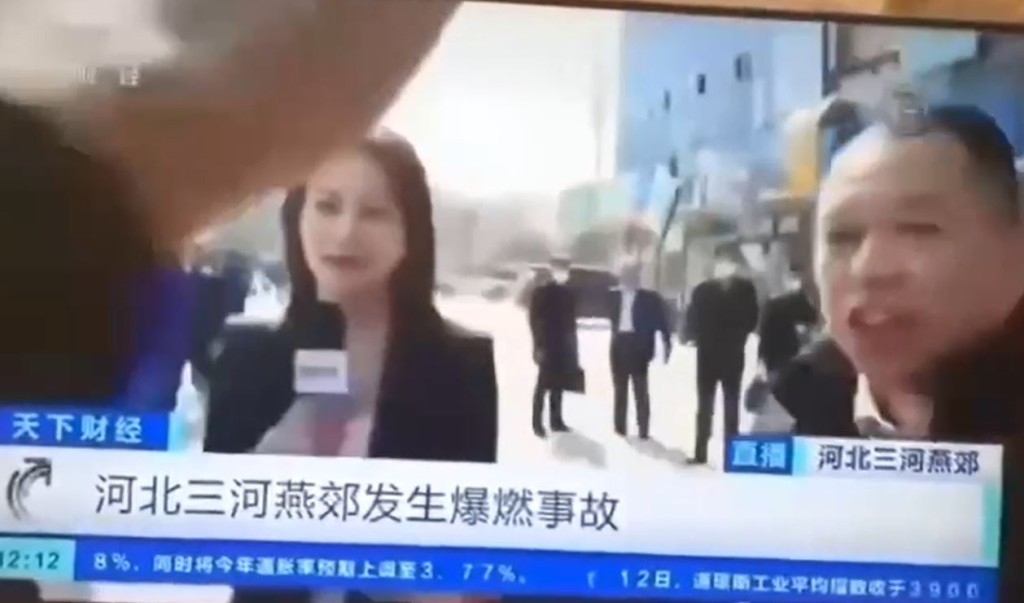 天下财经
直播
河北三河燕郊
河北三河燕郊发生爆燃事故
12:12
8%，同时将今年通胀率预期上调至3.77%。
12日，道琼斯工业平均指数收于3900